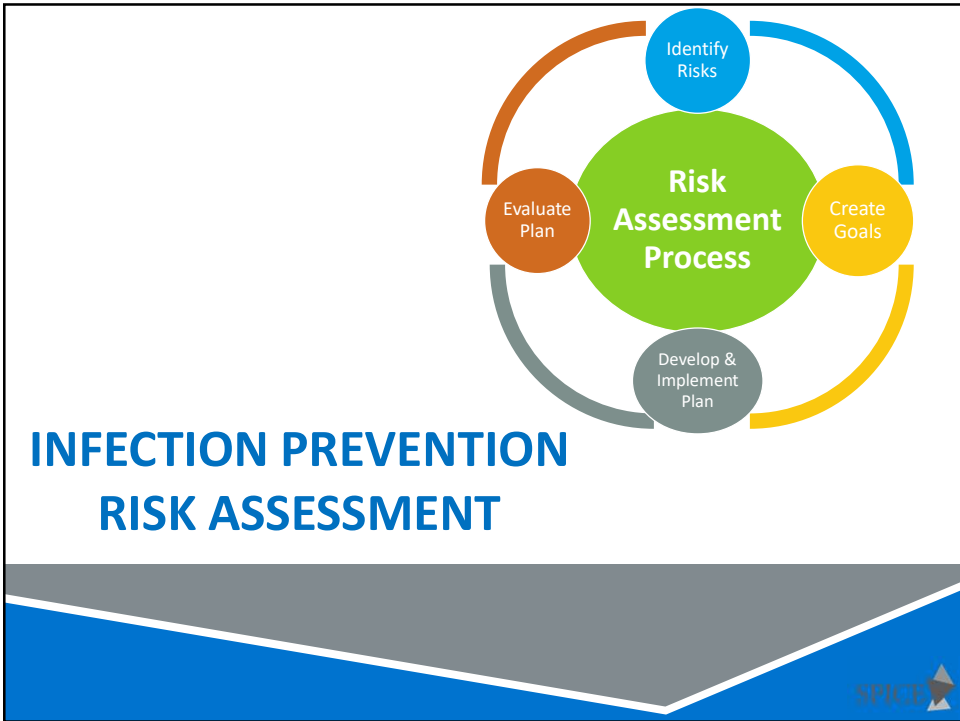 Identify
Risks
Risk
Assessment
Process
Evaluate
Plan
Create
Goals
Develop &
Implement
Plan
INFECTION PREVENTION
RISK ASSESSMENT
SPICE